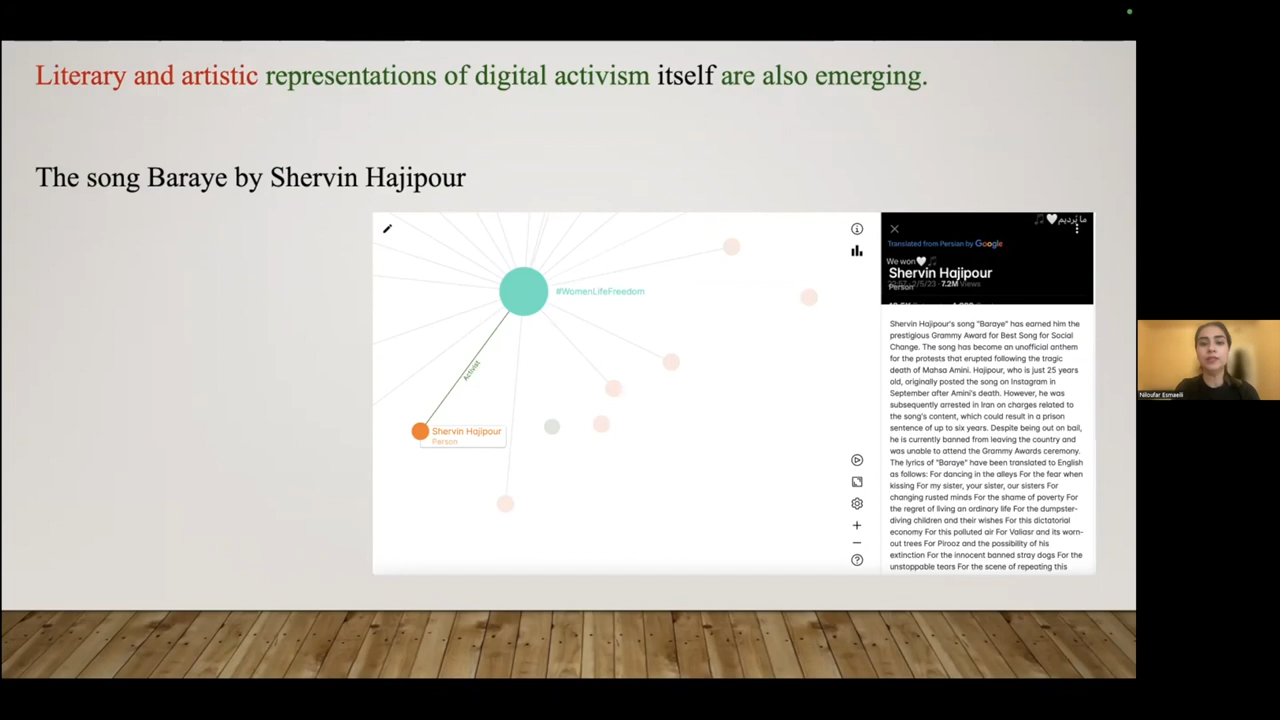 Literary and artistic representations of digital activism itself are also emerging.
The song Baraye by Shervin Hajipour
#WomenLifeFreedom
Activist
Shervin Hajipour
Person
ما بُردیم🤍🎵
Translated from Persian by Google
We won🤍🎵
Shervin Hajipour
2/5/23 · 7.2M Views
Person
Shervin Hajipour's song "Baraye" has earned him the
prestigious Grammy Award for Best Song for Social
Change. The song has become an unofficial anthem
for the protests that erupted following the tragic
death of Mahsa Amini. Hajipour, who is just 25 years
old, originally posted the song on Instagram in
September after Amini's death. However, he was
subsequently arrested in Iran on charges related to
the song's content, which could result in a prison
sentence of up to six years. Despite being out on bail,
he is currently banned from leaving the country and
was unable to attend the Grammy Awards ceremony.
The lyrics of "Baraye" have been translated to English
as follows: For dancing in the alleys For the fear when
kissing For my sister, your sister, our sisters For
changing rusted minds For the shame of poverty For
the regret of living an ordinary life For the dumpster-
diving children and their wishes For this dictatorial
economy For this polluted air For Valiasr and its worn-
out trees For Pirooz and the possibility of his
extinction For the innocent banned stray dogs For the
unstoppable tears For the scene of repeating this
Niloufar Esmaeili